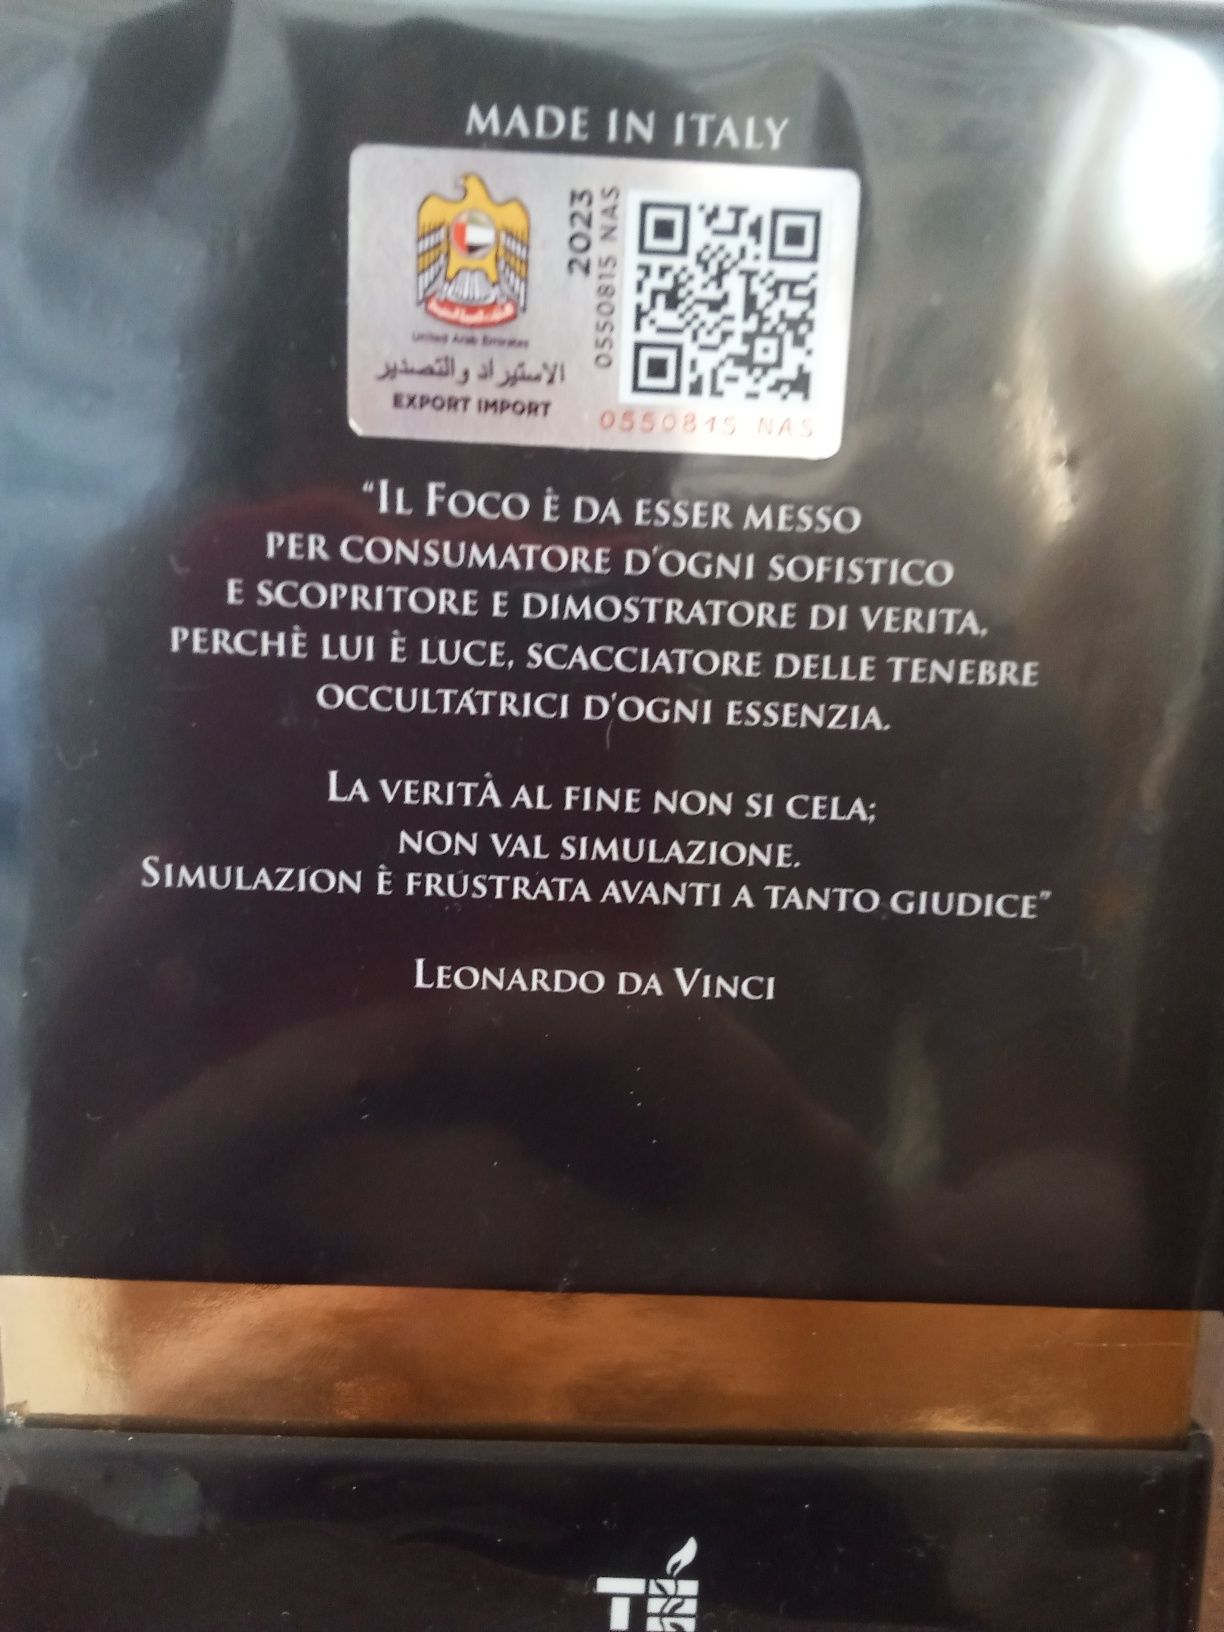 MADE IN ITALY
United Arab Emirates
الاستيراد والتصدير
EXPORT IMPORT
2023
0550815 NAS
0550815 NAS
“IL FOCO È DA ESSER MESSO
PER CONSUMATORE D'OGNI SOFISTICO
E SCOPRITORE E DIMOSTRATORE DI VERITA,
PERCHÈ LUI È LUCE, SCACCIATORE DELLE TENEBRE
OCCULTATRICI D'OGNI ESSENZIA.
LA VERITÀ AL FINE NON SI CELA;
NON VAL SIMULAZIONE.
SIMULAZION È FRUSTRATA AVANTI A TANTO GIUDICE”
LEONARDO DA VINCI